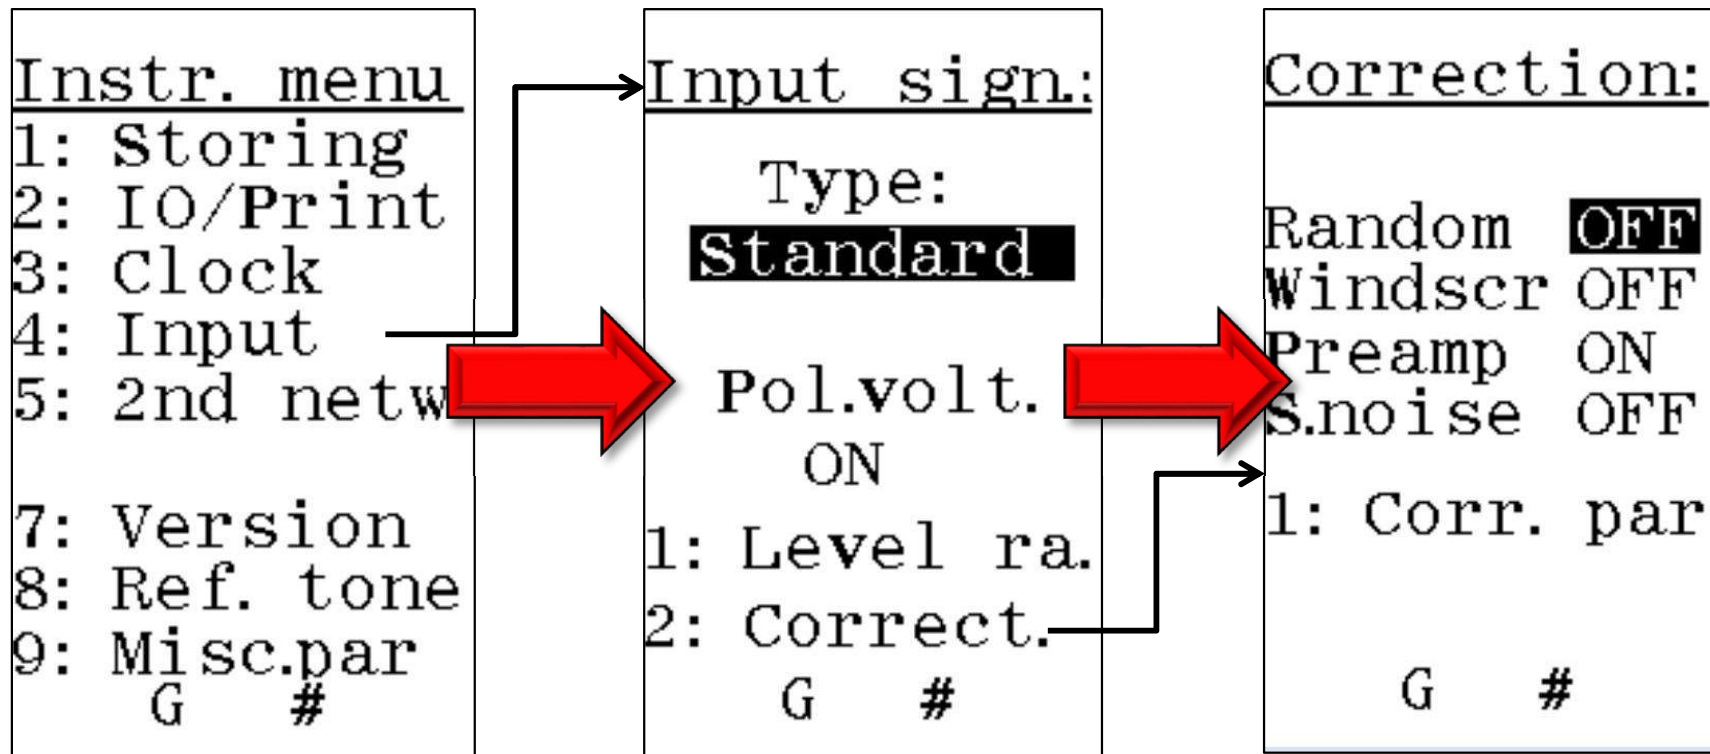 Instr. menu
1: Storing
2: IO/Print
3: Clock
4: Input
5: 2nd netw
7: Version
8: Ref. tone
9: Misc.par
G #
Input sign.:
Type:
Standard
Pol.volt.
ON
1: Level ra.
2: Correct.
G #
Correction:
Random OFF
Windscr OFF
Preamp ON
S.noise OFF
1: Corr. par
G #